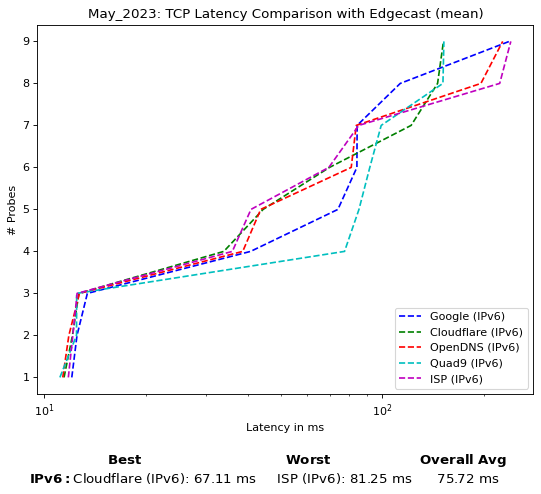 May_2023: TCP Latency Comparison with Edgecast (mean)
# Probes
9
8
7
6
5
4
3
2
1
Google (IPv6)
Cloudflare (IPv6)
OpenDNS (IPv6)
Quad9 (IPv6)
ISP (IPv6)
10¹ 10²
Latency in ms
Best Worst Overall Avg
IPv6: Cloudflare (IPv6): 67.11 ms ISP (IPv6): 81.25 ms 75.72 ms